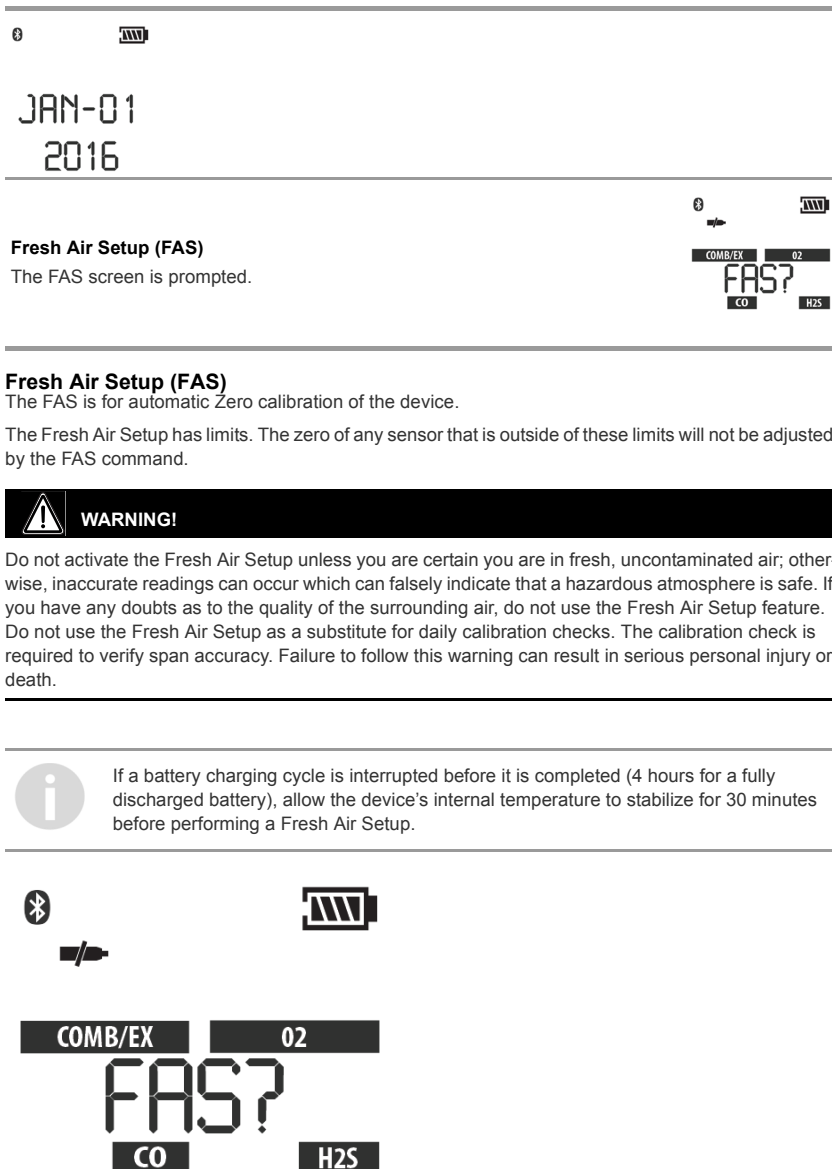 JAN-01
2016
Fresh Air Setup (FAS)
The FAS screen is prompted.
COMB/EX 02
FAS?
CO H2S
Fresh Air Setup (FAS)
The FAS is for automatic Zero calibration of the device.
The Fresh Air Setup has limits. The zero of any sensor that is outside of these limits will not be adjusted
by the FAS command.
WARNING!
Do not activate the Fresh Air Setup unless you are certain you are in fresh, uncontaminated air; other-
wise, inaccurate readings can occur which can falsely indicate that a hazardous atmosphere is safe. If
you have any doubts as to the quality of the surrounding air, do not use the Fresh Air Setup feature.
Do not use the Fresh Air Setup as a substitute for daily calibration checks. The calibration check is
required to verify span accuracy. Failure to follow this warning can result in serious personal injury or
death.
If a battery charging cycle is interrupted before it is completed (4 hours for a fully
discharged battery), allow the device's internal temperature to stabilize for 30 minutes
before performing a Fresh Air Setup.
COMB/EX 02
FAS?
CO H2S